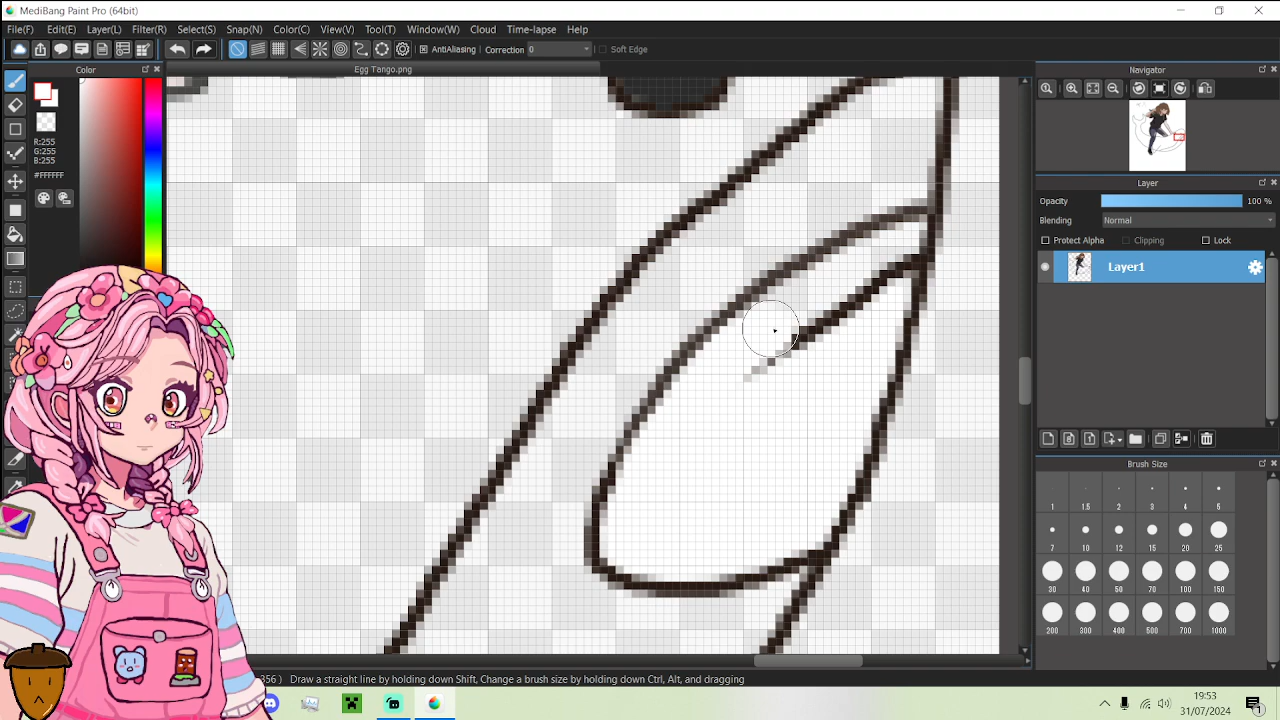 MediBang Paint Pro (64bit)
File(F) Edit(E) Layer(L) Filter(R) Select(S) Snap(N) Color(C) View(V) Tool(T) Window(W) Cloud Time-lapse Help
AntiAliasing Correction 0 Soft Edge
Color
Egg Tango.png
Navigator
R:255
G:255
B:255
#FFFFFF
Layer
Opacity 100 %
Blending Normal
Protect Alpha Clipping Lock
Layer1
Brush Size
1 1.5 2 3 4 5
7 10 12 15 20 25
30 40 50 70 100 150
200 300 400 500 700 1000
356 ) Draw a straight line by holding down Shift, Change a brush size by holding down Ctrl, Alt, and dragging
19:53
31/07/2024
1